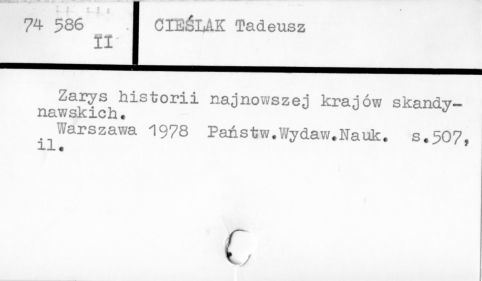 74 586
II
CIEŚLAK Tadeusz
Zarys historii najnowszej krajów skandy-
nawskich.
Warszawa 1978 Państw.Wydaw.Nauk. s.507,
il.